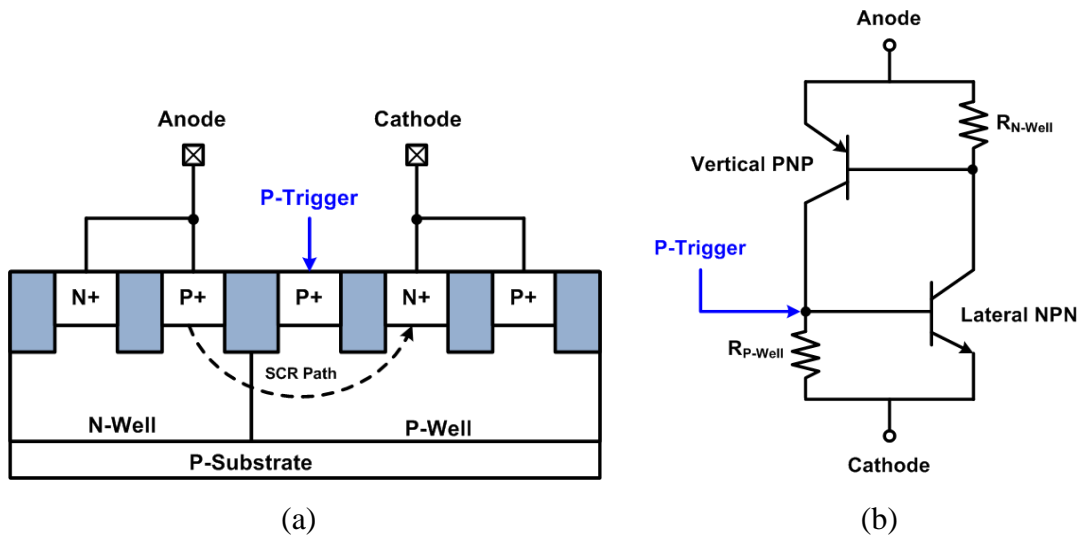 Anode
Cathode
P-Trigger
N+
P+
P+
N+
P+
SCR Path
N-Well
P-Well
P-Substrate
(a)
Anode
RN-Well
Vertical PNP
P-Trigger
Lateral NPN
RP-Well
Cathode
(b)